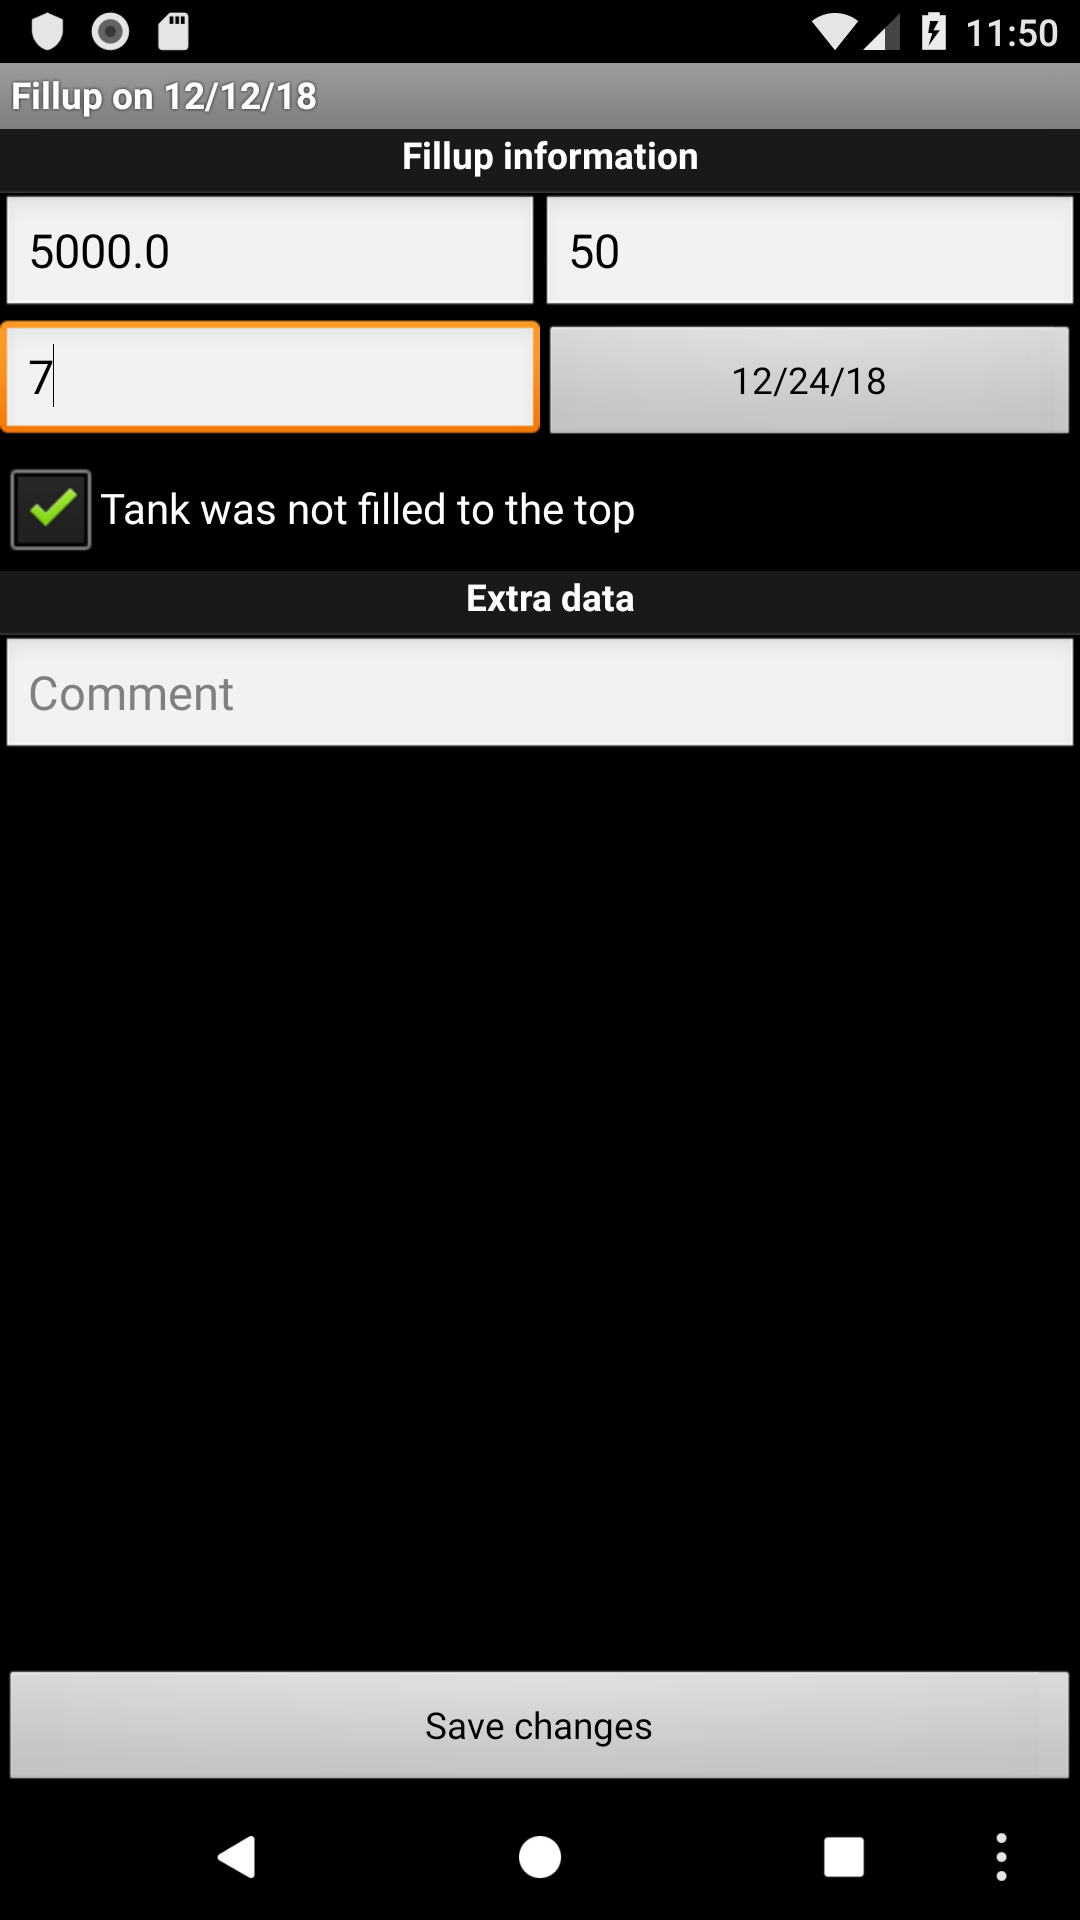 11:50
Fillup on 12/12/18
Fillup information
5000.0
50
7
12/24/18
Tank was not filled to the top
Extra data
Comment
Save changes